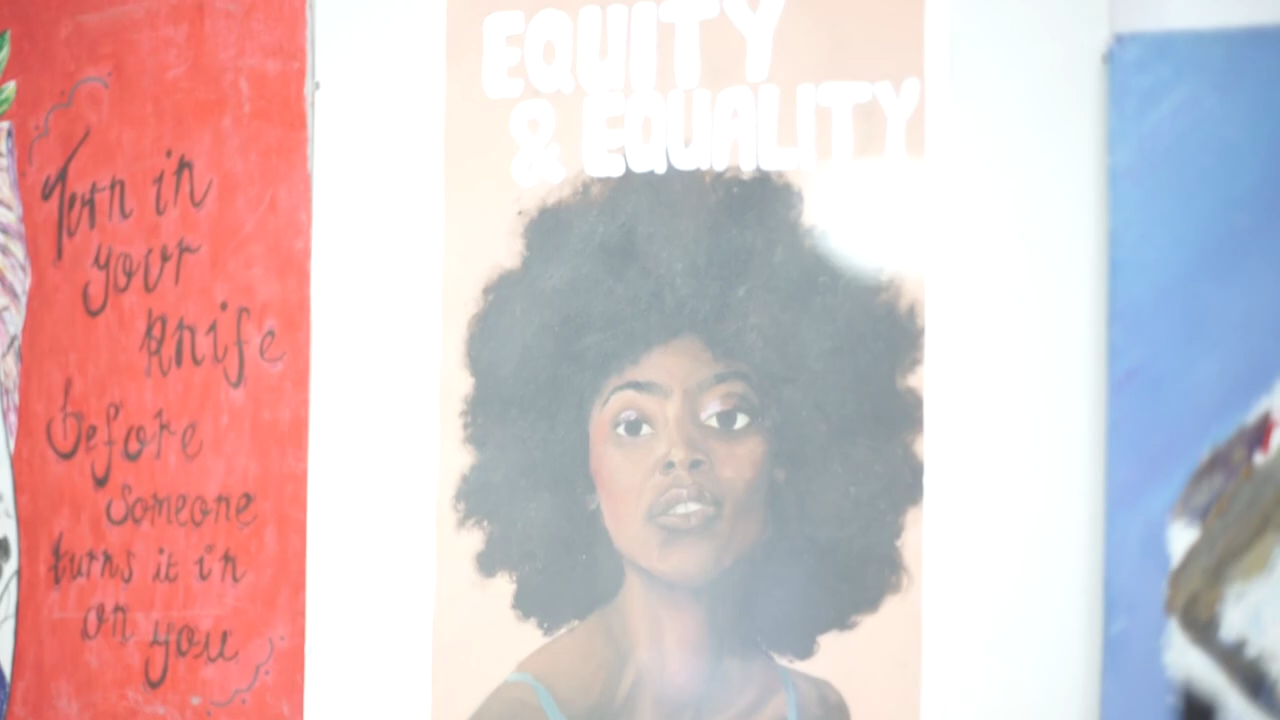 Turn in
your
knife
before
someone
turns it in
on you
EQUITY
& EQUALITY